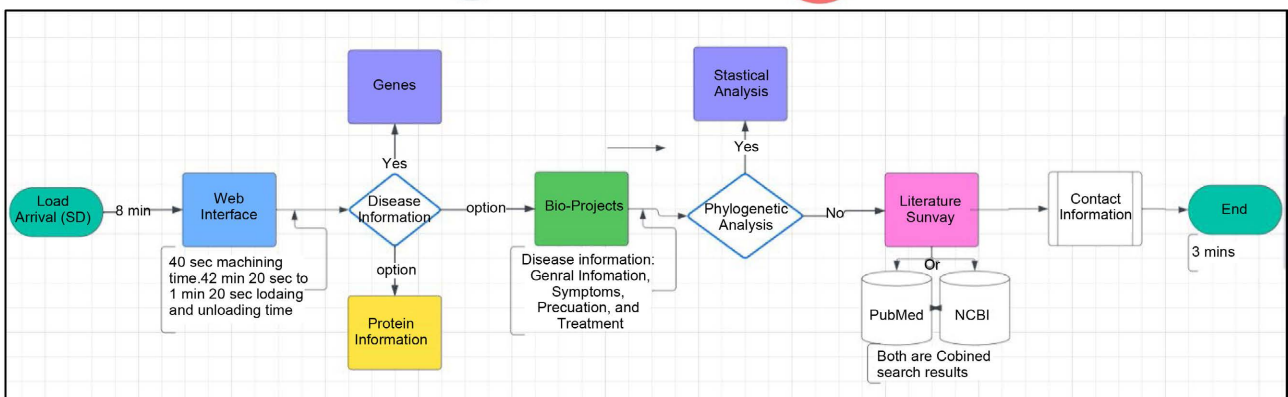 Load
Arrival (SD)
8 min
Web
Interface
40 sec machining
time.42 min 20 sec to
1 min 20 sec lodaing
and unloading time
Genes
Yes
Disease
Information
option
option
Protein
Information
Bio-Projects
Disease information:
Genral Infomation,
Symptoms,
Precuation, and
Treatment
Stastical
Analysis
Yes
Phylogenetic
Analysis
No
Literature
Sunvay
Or
PubMed
NCBI
Both are Cobined
search results
Contact
Information
End
3 mins